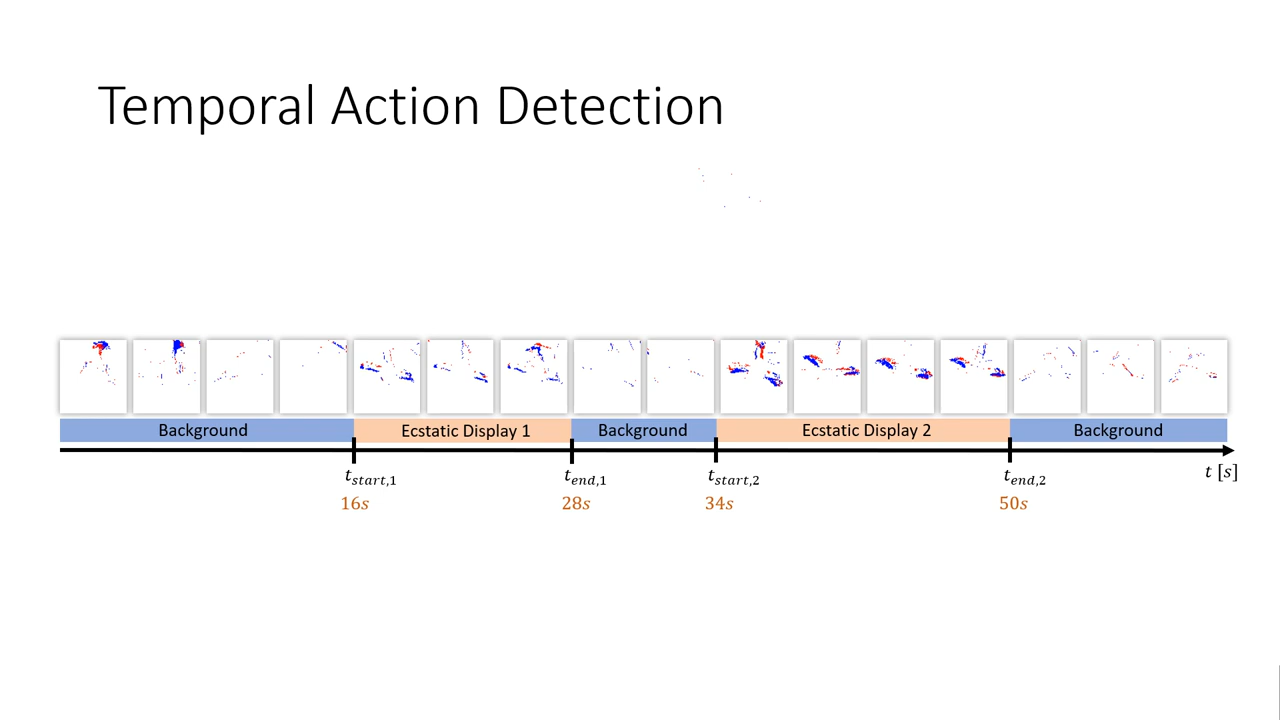 Temporal Action Detection
Background Ecstatic Display 1 Background Ecstatic Display 2 Background
t_start,1 t_end,1 t_start,2 t_end,2 t [s]
16s 28s 34s 50s